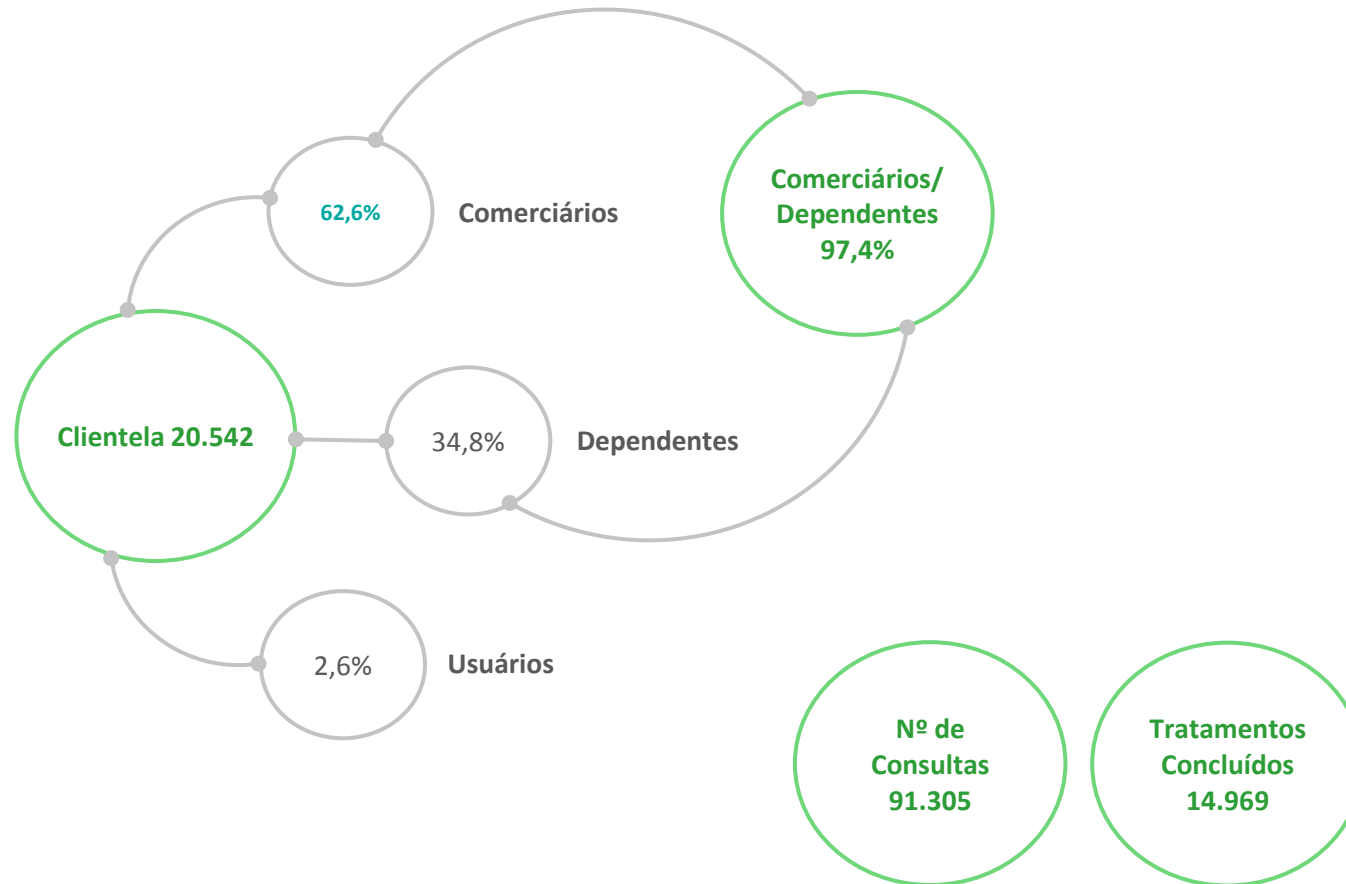 62,6%
Comerciários
Comerciários/
Dependentes
97,4%
Clientela 20.542
34,8%
Dependentes
2,6%
Usuários
Nº de
Consultas
91.305
Tratamentos
Concluídos
14.969